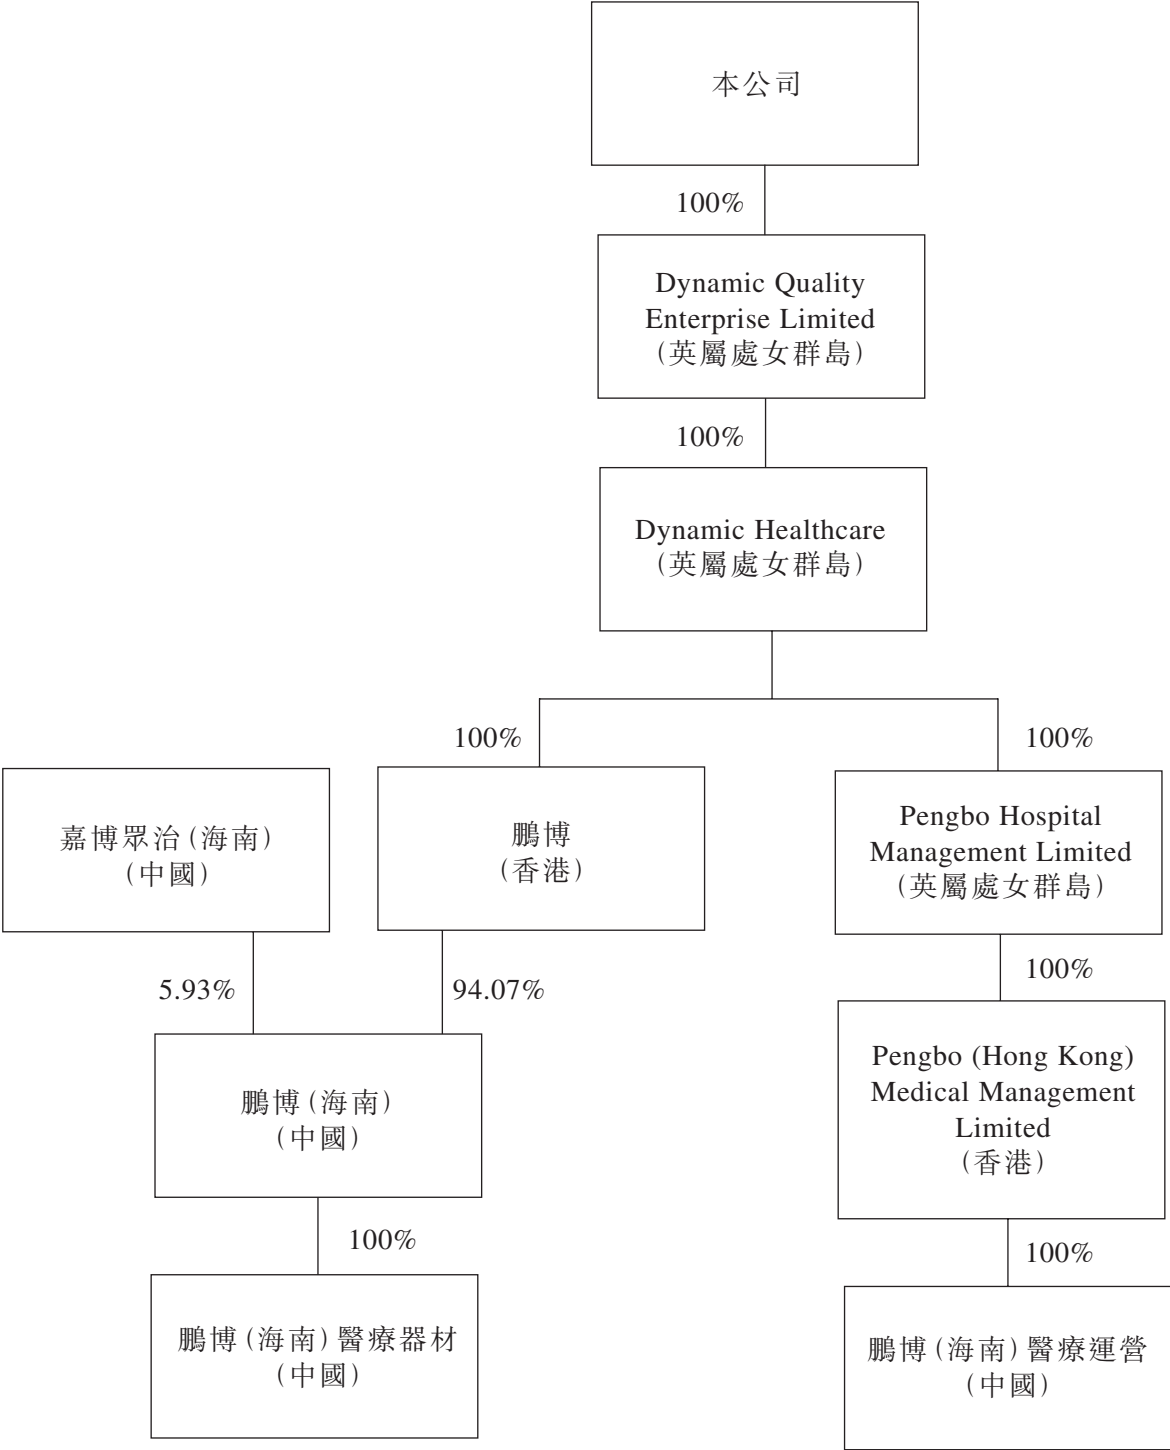 本公司
100%
Dynamic Quality
Enterprise Limited
(英屬處女群島)
100%
Dynamic Healthcare
(英屬處女群島)
100%
100%
嘉博眾治(海南)
(中國)
鵬博
(香港)
Pengbo Hospital
Management Limited
(英屬處女群島)
5.93%
94.07%
100%
鵬博(海南)
(中國)
Pengbo (Hong Kong)
Medical Management
Limited
(香港)
100%
100%
鵬博(海南)醫療器材
(中國)
鵬博(海南)醫療運營
(中國)